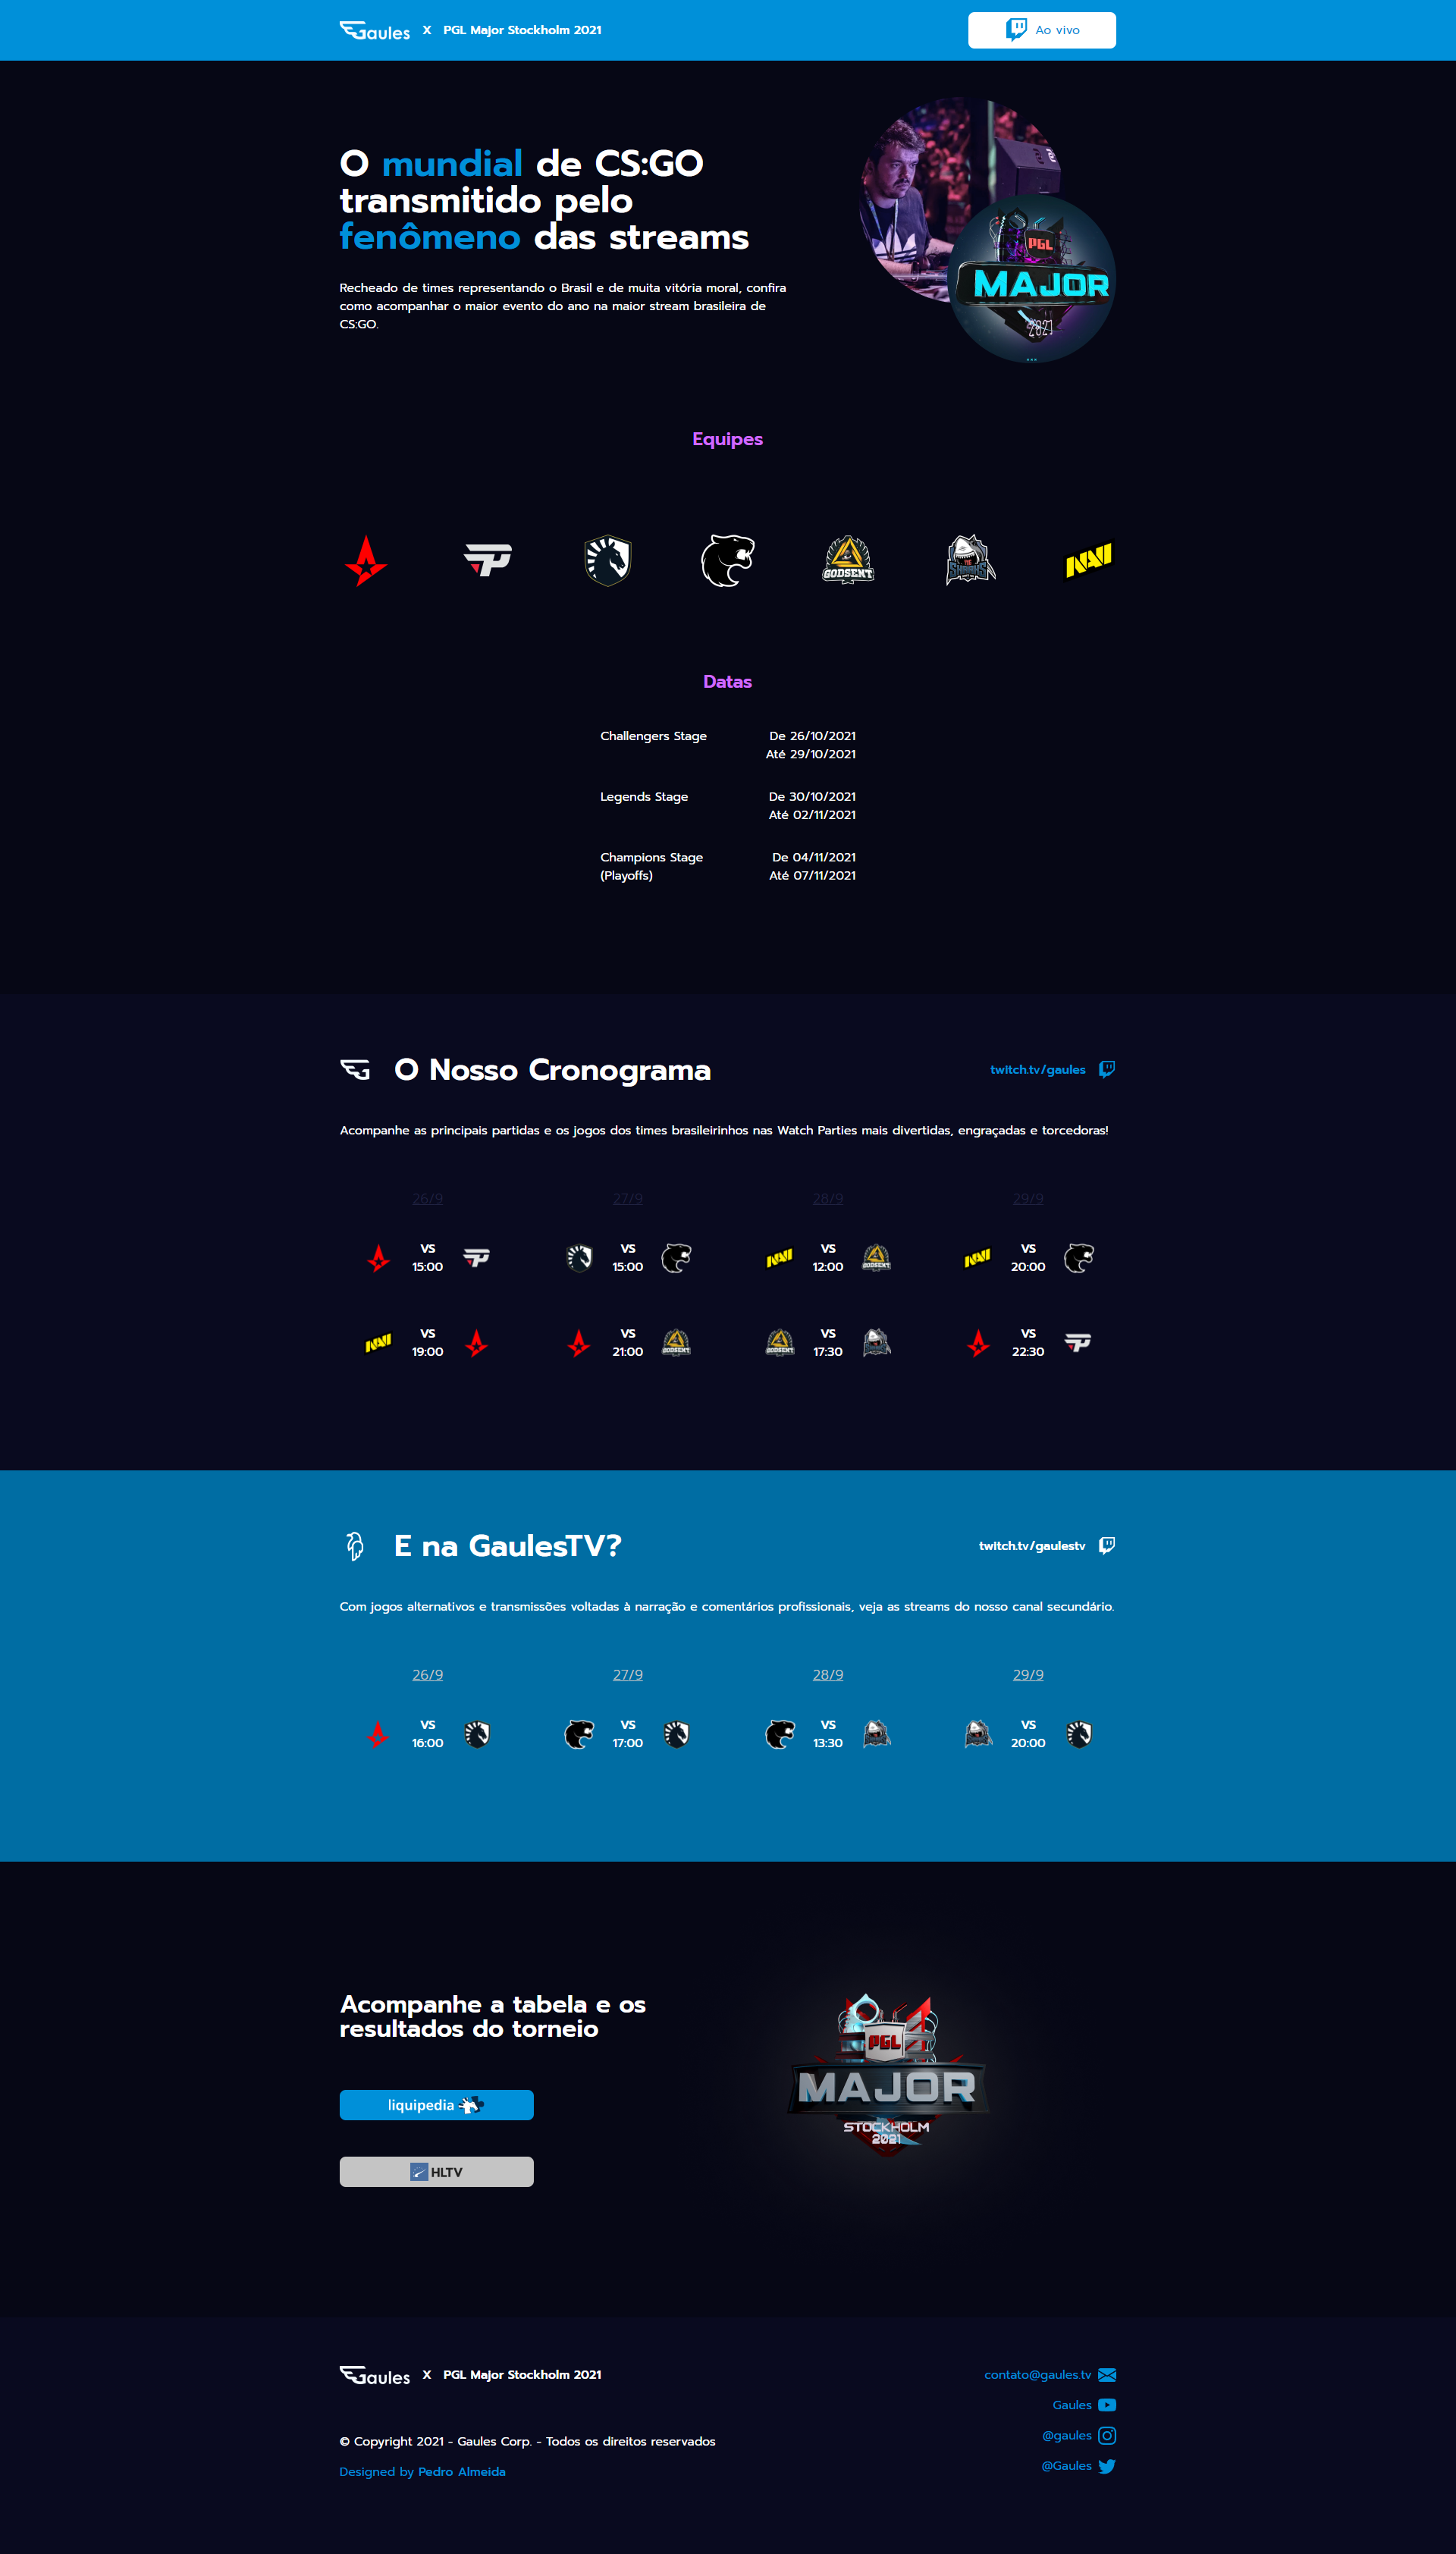 Gaules X PGL Major Stockholm 2021
Ao vivo
O mundial de CS:GO
transmitido pelo
fenômeno das streams
Recheado de times representando o Brasil e de muita vitória moral, confira
como acompanhar o maior evento do ano na maior stream brasileira de
CS:GO.
PGL
MAJOR
2021
Equipes
GODSENT
SHARKS
NAVI
Datas
Challengers Stage De 26/10/2021
Até 29/10/2021
Legends Stage De 30/10/2021
Até 02/11/2021
Champions Stage De 04/11/2021
(Playoffs) Até 07/11/2021
O Nosso Cronograma
twitch.tv/gaules
Acompanhe as principais partidas e os jogos dos times brasileirinhos nas Watch Parties mais divertidas, engraçadas e torcedoras!
26/9 27/9 28/9 29/9
VS VS VS VS
15:00 15:00 12:00 20:00
VS VS VS VS
19:00 21:00 17:30 22:30
E na GaulesTV?
twitch.tv/gaulestv
Com jogos alternativos e transmissões voltadas à narração e comentários profissionais, veja as streams do nosso canal secundário.
26/9 27/9 28/9 29/9
VS VS VS VS
16:00 17:00 13:30 20:00
Acompanhe a tabela e os
resultados do torneio
liquipedia
HLTV
PGL
MAJOR
STOCKHOLM
2021
Gaules X PGL Major Stockholm 2021
© Copyright 2021 - Gaules Corp. - Todos os direitos reservados
Designed by Pedro Almeida
contato@gaules.tv
Gaules
@gaules
@Gaules